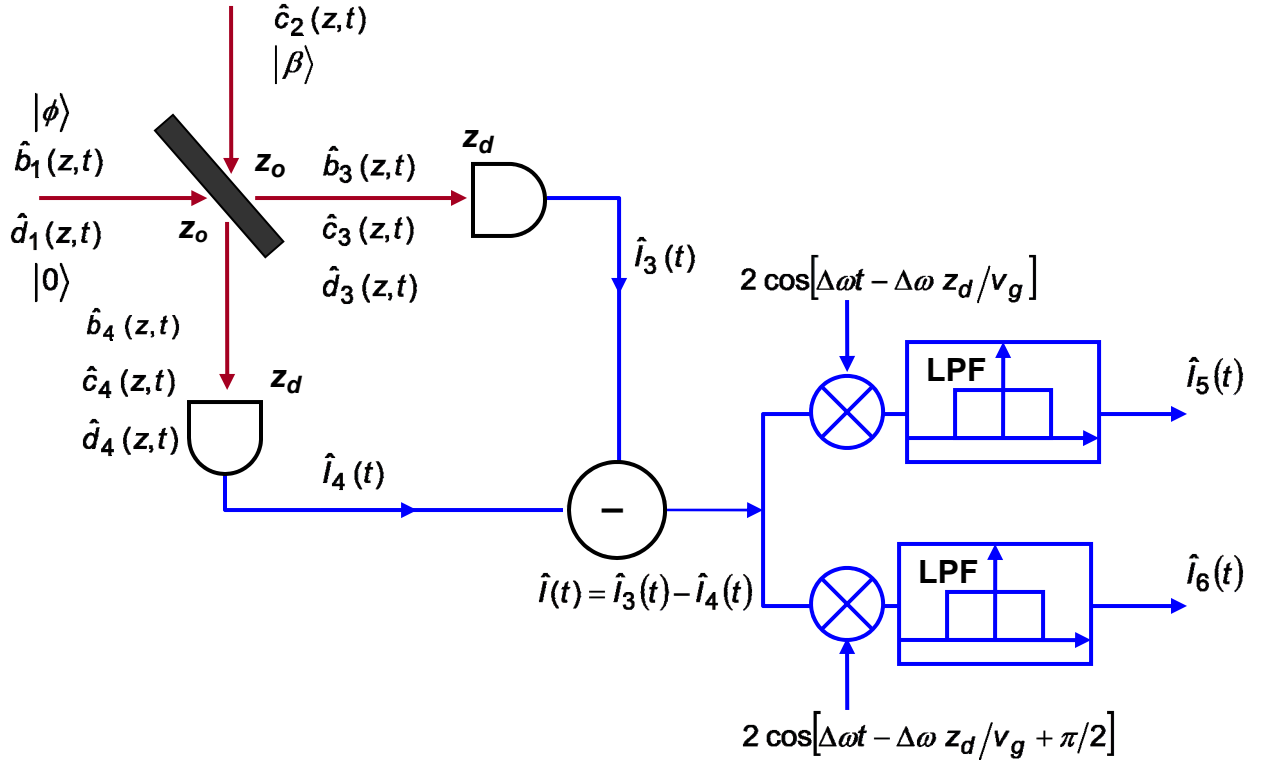 ĉ₂(z,t)
|β⟩
|ϕ⟩
b̂₁(z,t)
z_d
z_o
b̂₃(z,t)
d̂₁(z,t)
z_o
ĉ₃(z,t)
|0⟩
d̂₃(z,t)
Î₃(t)
2 cos[Δωt − Δω z_d/v_g]
b̂₄(z,t)
ĉ₄(z,t)
z_d
d̂₄(z,t)
LPF
Î₅(t)
Î₄(t)
−
Î(t) = Î₃(t) − Î₄(t)
LPF
Î₆(t)
2 cos[Δωt − Δω z_d/v_g + π/2]